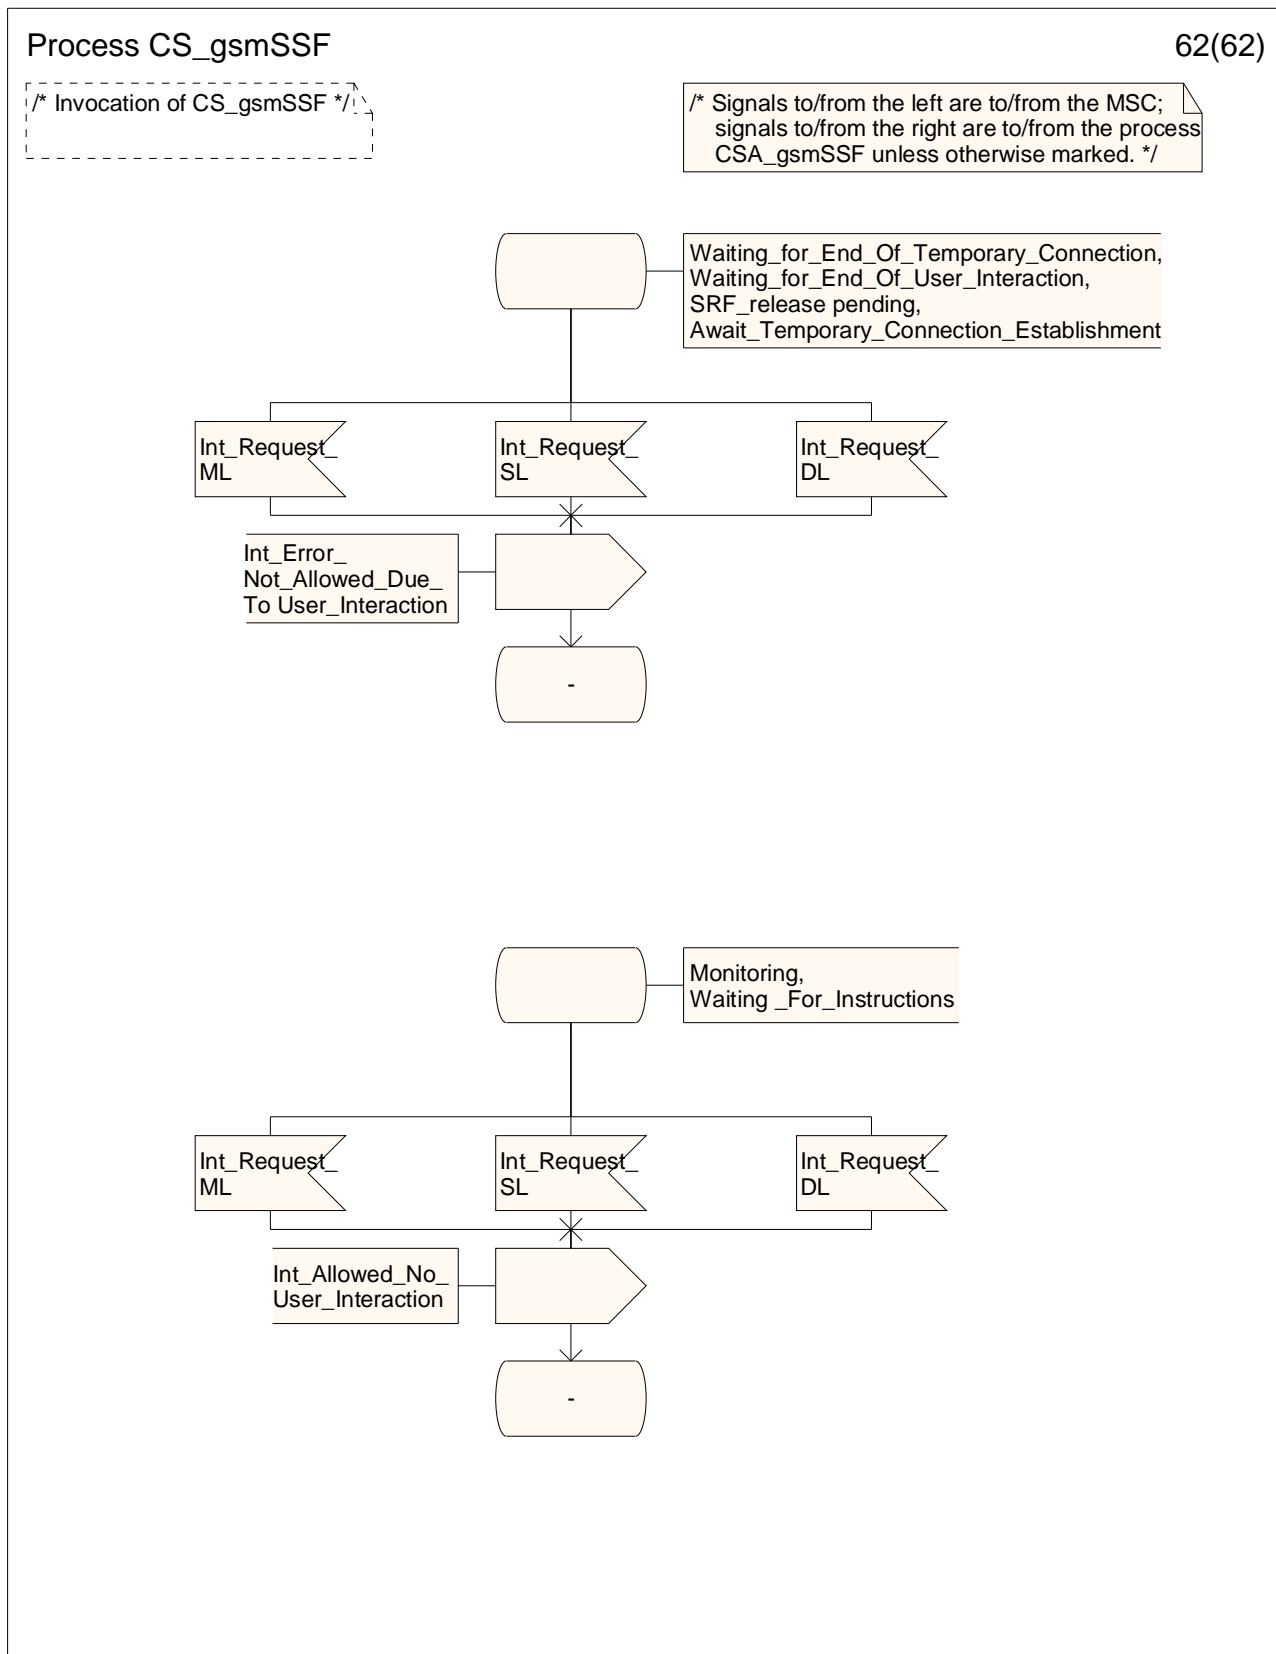 Process CS_gsmSSF
62(62)
/* Invocation of CS_gsmSSF */
/* Signals to/from the left are to/from the MSC;
signals to/from the right are to/from the process
CSA_gsmSSF unless otherwise marked. */
Waiting_for_End_Of_Temporary_Connection,
Waiting_for_End_Of_User_Interaction,
SRF_release pending,
Await_Temporary_Connection_Establishment
Int_Request_
ML
Int_Request_
SL
Int_Request_
DL
Int_Error_
Not_Allowed_Due_
To User_Interaction
-
Monitoring,
Waiting _For_Instructions
Int_Request_
ML
Int_Request_
SL
Int_Request_
DL
Int_Allowed_No_
User_Interaction
-